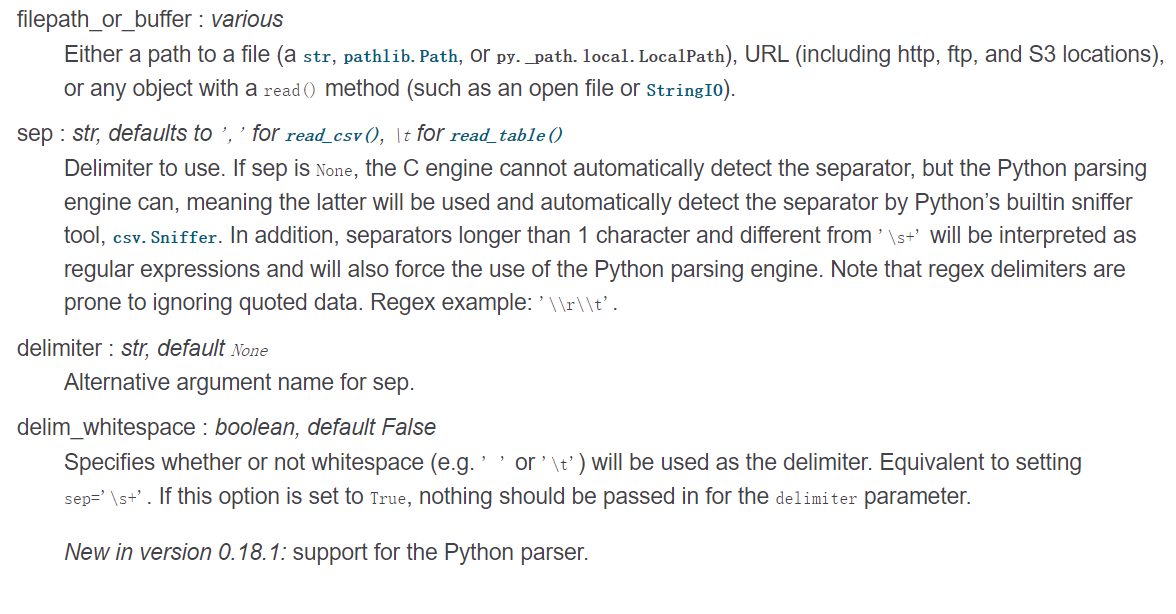 filepath_or_buffer : various
Either a path to a file (a str, pathlib.Path, or py._path.local.LocalPath), URL (including http, ftp, and S3 locations),
or any object with a read() method (such as an open file or StringIO).
sep : str, defaults to ',' for read_csv(), \t for read_table()
Delimiter to use. If sep is None, the C engine cannot automatically detect the separator, but the Python parsing
engine can, meaning the latter will be used and automatically detect the separator by Python’s builtin sniffer
tool, csv.Sniffer. In addition, separators longer than 1 character and different from '\s+' will be interpreted as
regular expressions and will also force the use of the Python parsing engine. Note that regex delimiters are
prone to ignoring quoted data. Regex example: '\\r\\t'.
delimiter : str, default None
Alternative argument name for sep.
delim_whitespace : boolean, default False
Specifies whether or not whitespace (e.g. ' ' or '\t') will be used as the delimiter. Equivalent to setting
sep='\s+'. If this option is set to True, nothing should be passed in for the delimiter parameter.
New in version 0.18.1: support for the Python parser.